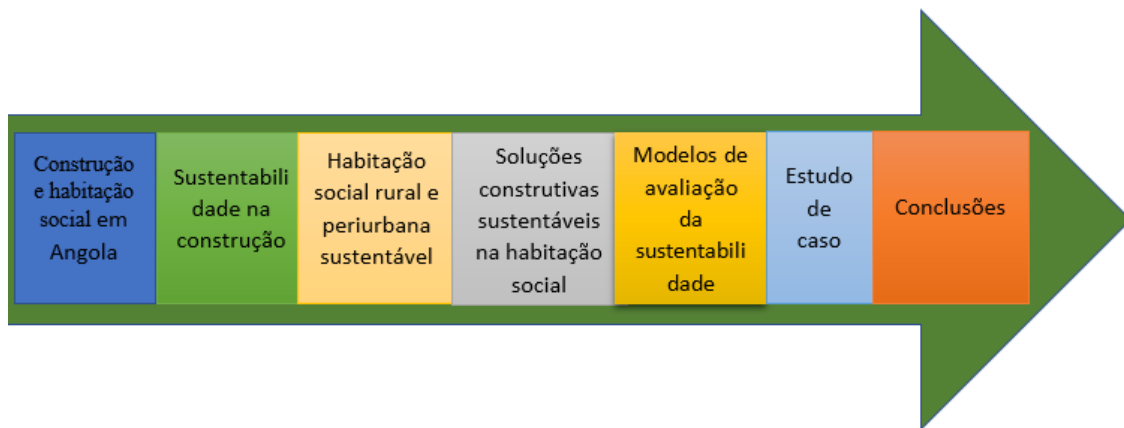 Construção
e habitação
social em
Angola
Sustentabili
dade na
construção
Habitação
social rural e
periurbana
sustentável
Soluções
construtivas
sustentáveis
na habitação
social
Modelos de
avaliação
da
sustentabili
dade
Estudo
de
caso
Conclusões